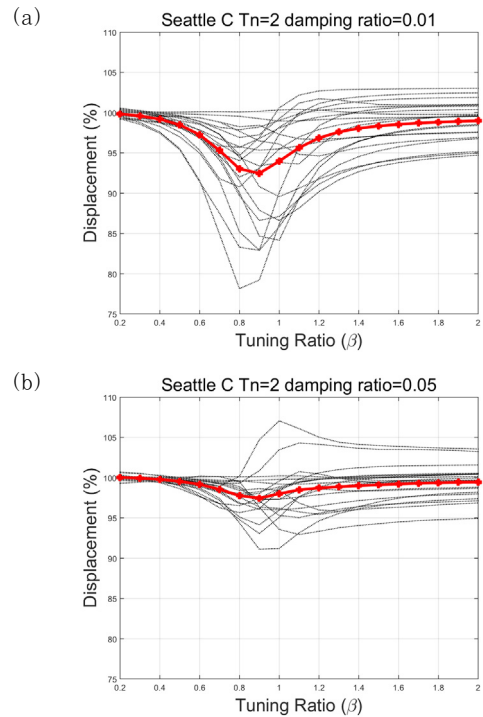 (a)
Seattle C Tn=2 damping ratio=0.01
110
105
100
95
90
85
80
75
Displacement (%)
0.2 0.4 0.6 0.8 1 1.2 1.4 1.6 1.8 2
Tuning Ratio (β)
(b)
Seattle C Tn=2 damping ratio=0.05
110
105
100
95
90
85
80
75
Displacement (%)
0.2 0.4 0.6 0.8 1 1.2 1.4 1.6 1.8 2
Tuning Ratio (β)